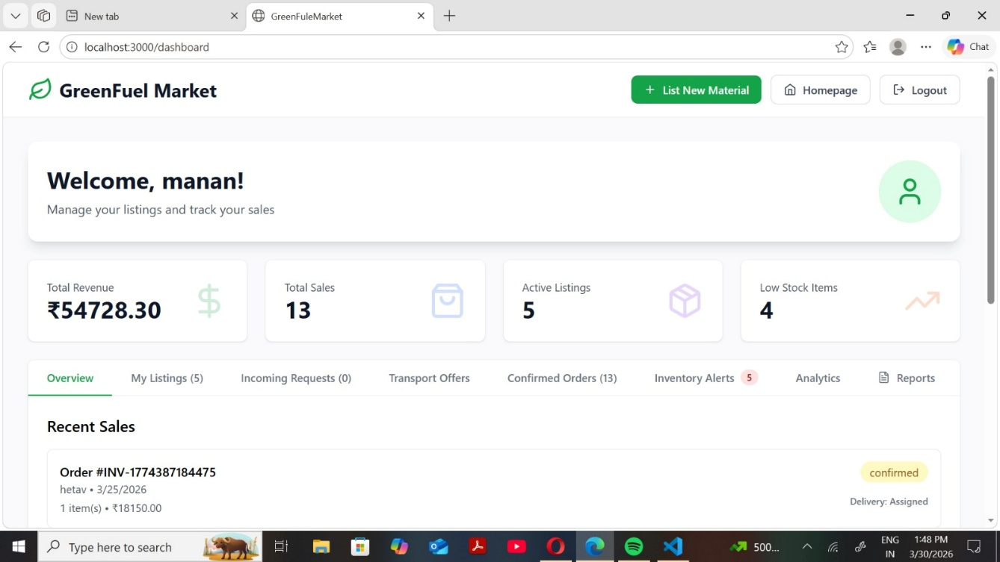 New tab
GreenFuleMarket
localhost:3000/dashboard
Chat
GreenFuel Market
+ List New Material
Homepage
Logout
Welcome, manan!
Manage your listings and track your sales
Total Revenue
₹54728.30
$
Total Sales
13
Active Listings
5
Low Stock Items
4
Overview
My Listings (5)
Incoming Requests (0)
Transport Offers
Confirmed Orders (13)
Inventory Alerts 5
Analytics
Reports
Recent Sales
Order #INV-1774387184475
confirmed
hetav • 3/25/2026
Delivery: Assigned
1 item(s) • ₹18150.00
Type here to search
500...
ENG
IN
1:48 PM
3/30/2026